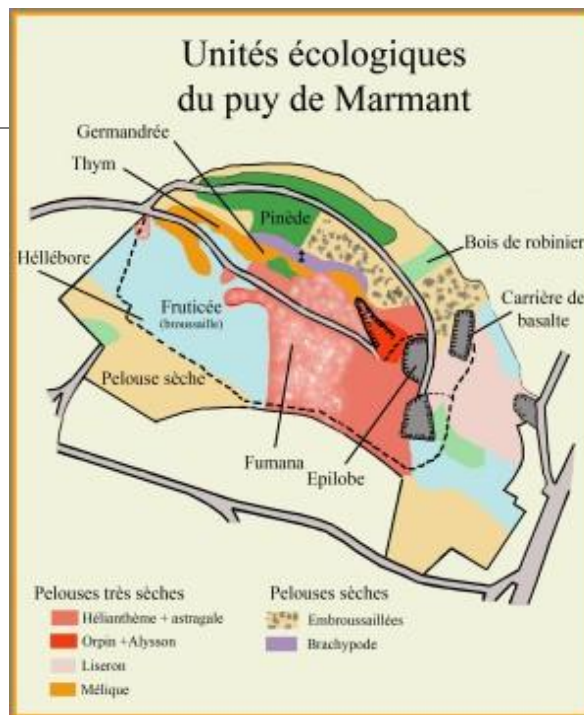 Unités écologiques
du puy de Marmant
Germandrée
Thym
Pinède
Bois de robinier
Héllébore
Carrière de
basalte
Fruticée
(broussaille)
Pelouse sèche
Fumana
Epilobe
Pelouses très sèches
Hélianthème + astragale
Orpin +Alysson
Liseron
Mélique
Pelouses sèches
Embroussaillées
Brachypode